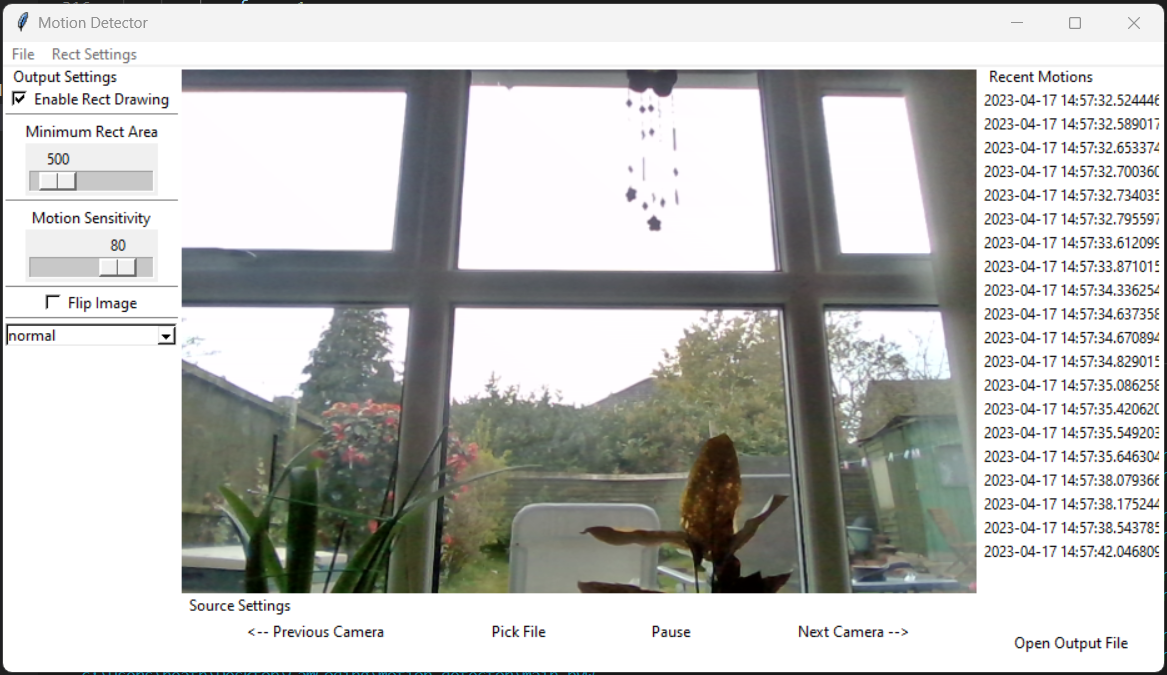 Motion Detector
File Rect Settings
Output Settings
Enable Rect Drawing
Minimum Rect Area
500
Motion Sensitivity
80
Flip Image
normal
Recent Motions
2023-04-17 14:57:32.524446
2023-04-17 14:57:32.589017
2023-04-17 14:57:32.653374
2023-04-17 14:57:32.700360
2023-04-17 14:57:32.734035
2023-04-17 14:57:32.795597
2023-04-17 14:57:33.612099
2023-04-17 14:57:33.871015
2023-04-17 14:57:34.336254
2023-04-17 14:57:34.637358
2023-04-17 14:57:34.670894
2023-04-17 14:57:34.829015
2023-04-17 14:57:35.086258
2023-04-17 14:57:35.420620
2023-04-17 14:57:35.549203
2023-04-17 14:57:35.646304
2023-04-17 14:57:38.079366
2023-04-17 14:57:38.175244
2023-04-17 14:57:38.543785
2023-04-17 14:57:42.046809
Source Settings
<-- Previous Camera Pick File Pause Next Camera -->
Open Output File